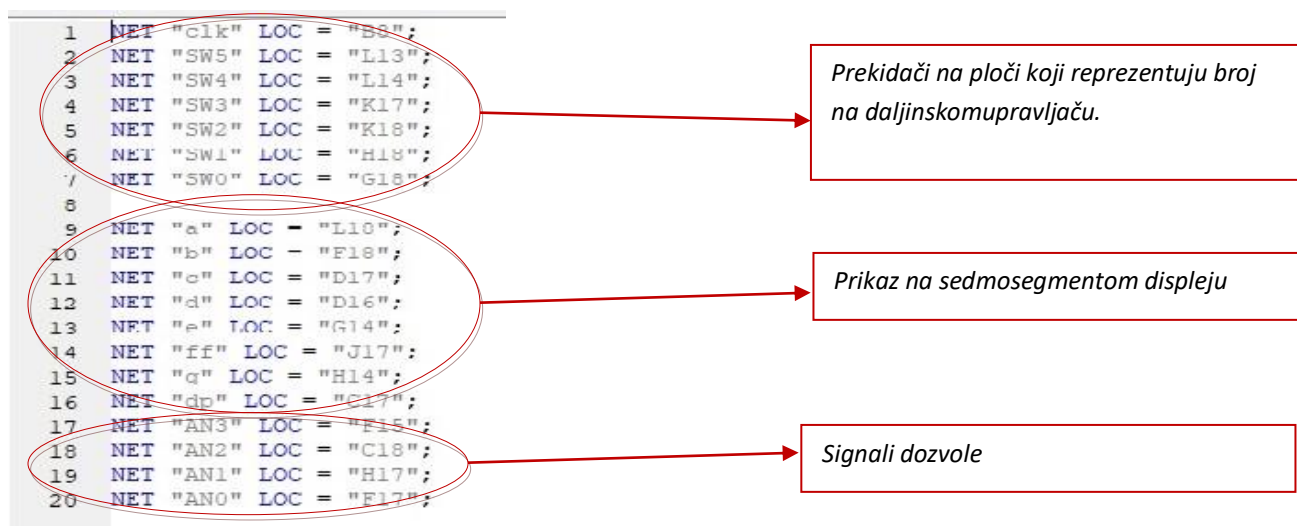 1 NET "clk" LOC = "B8";
2 NET "SW5" LOC = "L13";
3 NET "SW4" LOC = "L14";
4 NET "SW3" LOC = "K17";
5 NET "SW2" LOC = "K18";
6 NET "SW1" LOC = "H18";
7 NET "SW0" LOC = "G18";
8
9 NET "a" LOC = "L18";
10 NET "b" LOC = "F18";
11 NET "c" LOC = "D17";
12 NET "d" LOC = "D16";
13 NET "e" LOC = "G14";
14 NET "ff" LOC = "J17";
15 NET "g" LOC = "H14";
16 NET "dp" LOC = "C17";
17 NET "AN3" LOC = "F15";
18 NET "AN2" LOC = "C18";
19 NET "AN1" LOC = "H17";
20 NET "AN0" LOC = "F17";
Prekidači na ploči koji reprezentuju broj
na daljinskomupravljaču.
Prikaz na sedmosegmentom displeju
Signali dozvole